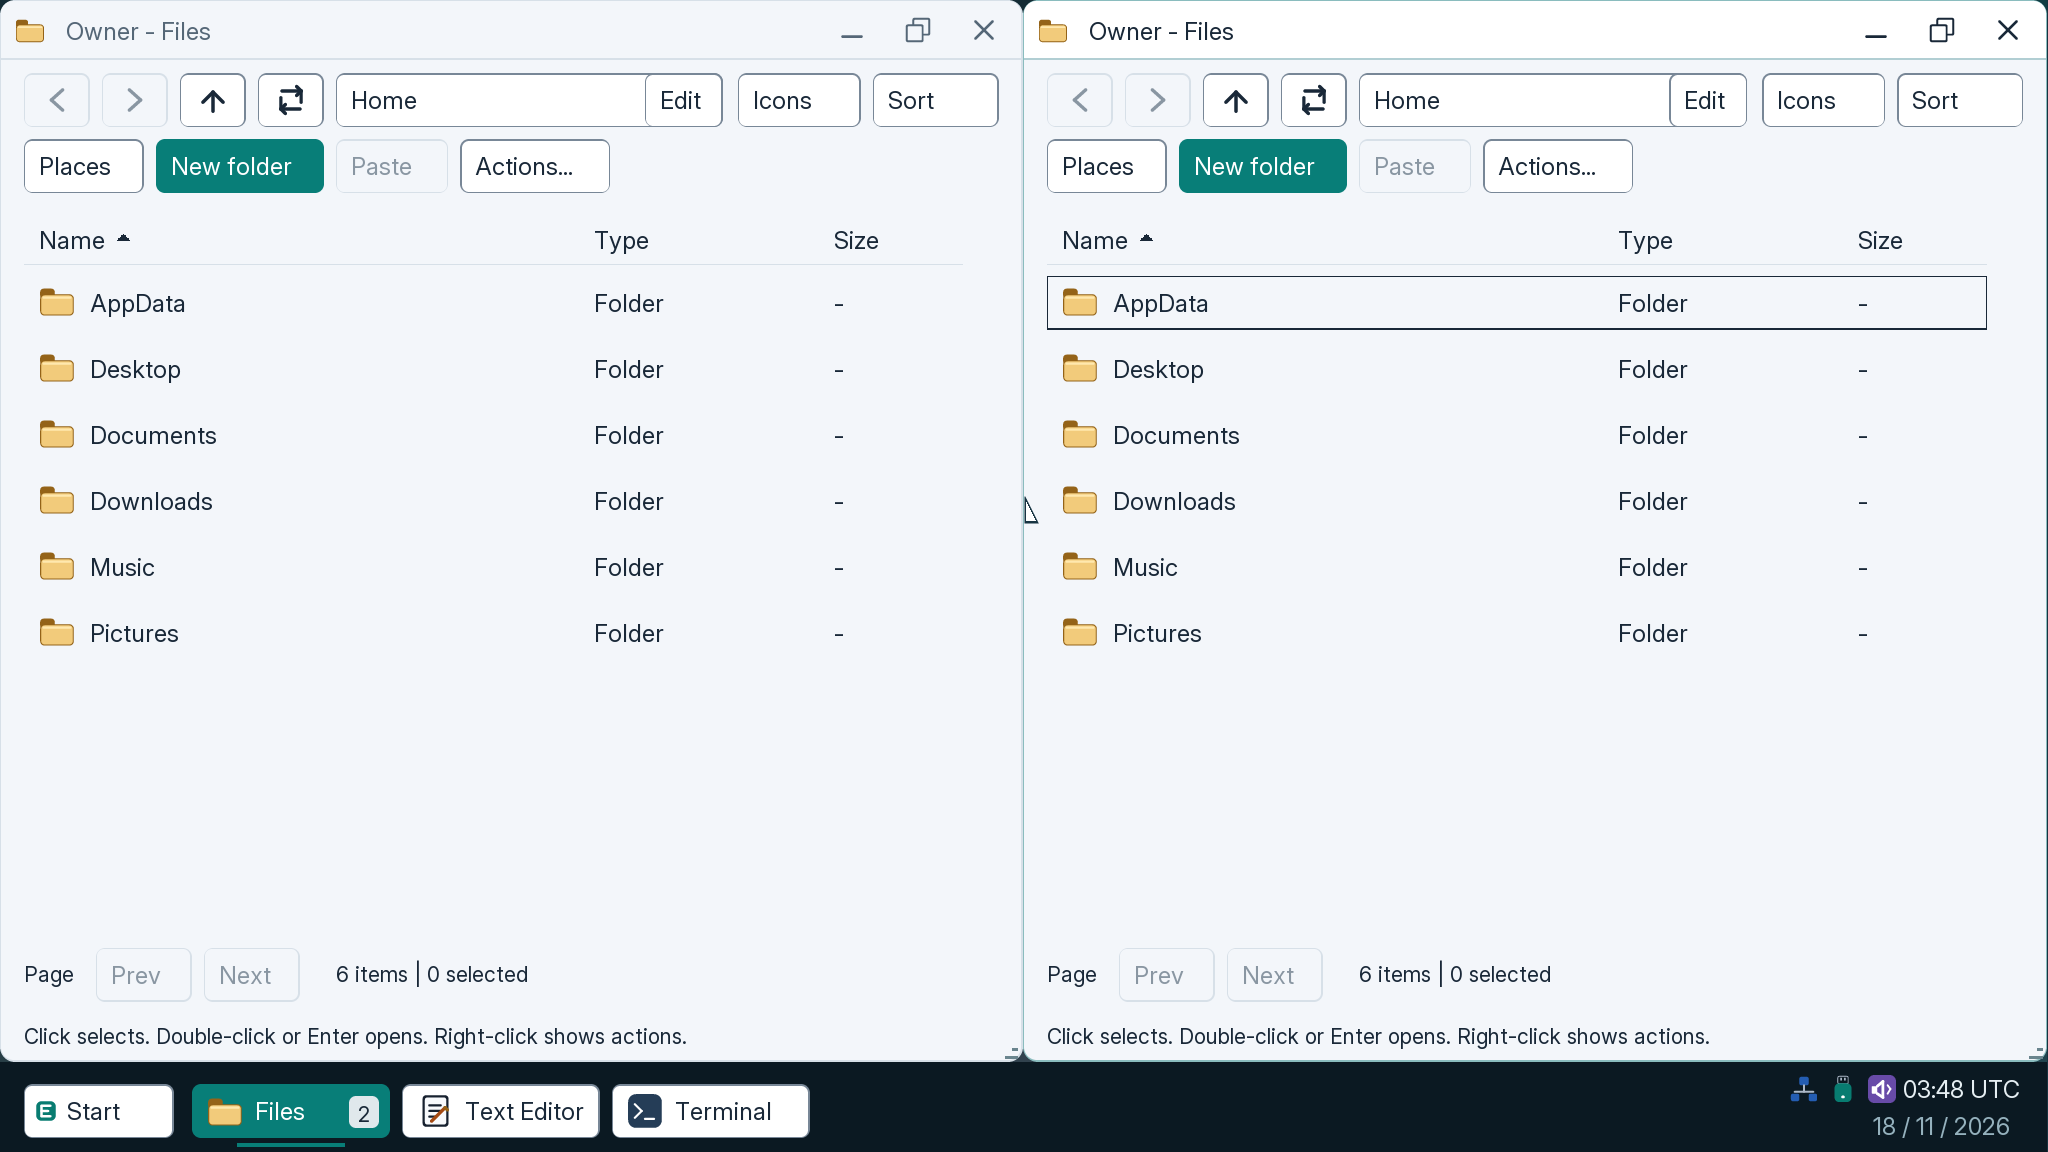 Owner - Files
Home Edit Icons Sort
Places New folder Paste Actions...
Name Type Size
AppData Folder -
Desktop Folder -
Documents Folder -
Downloads Folder -
Music Folder -
Pictures Folder -
Page Prev Next 6 items | 0 selected
Click selects. Double-click or Enter opens. Right-click shows actions.
Owner - Files
Home Edit Icons Sort
Places New folder Paste Actions...
Name Type Size
AppData Folder -
Desktop Folder -
Documents Folder -
Downloads Folder -
Music Folder -
Pictures Folder -
Page Prev Next 6 items | 0 selected
Click selects. Double-click or Enter opens. Right-click shows actions.
E Start Files 2 Text Editor Terminal 03:48 UTC
18 / 11 / 2026